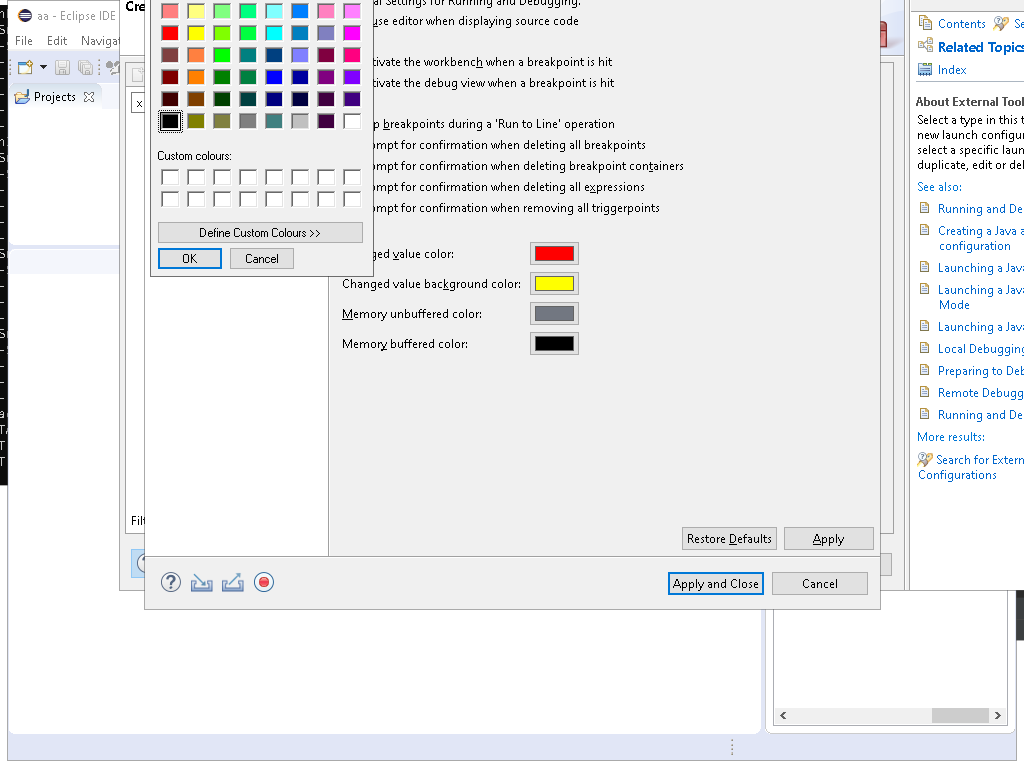 aa - Eclipse IDE
File Edit Navigat
Projects
Cre
x
Settings for Running and Debugging.
use editor when displaying source code
tivate the workbench when a breakpoint is hit
tivate the debug view when a breakpoint is hit
p breakpoints during a 'Run to Line' operation
ompt for confirmation when deleting all breakpoints
ompt for confirmation when deleting breakpoint containers
ompt for confirmation when deleting all expressions
ompt for confirmation when removing all triggerpoints
Custom colours:
Define Custom Colours >>
OK
Cancel
ged value color:
Changed value background color:
Memory unbuffered color:
Memory buffered color:
Filt
Restore Defaults
Apply
Apply and Close
Cancel
Contents
Se
Related Topics
Index
About External Tool
Select a type in this t
new launch configur
select a specific laun
duplicate, edit or del
See also:
Running and De
Creating a Java a
configuration
Launching a Java
Launching a Java
Mode
Launching a Java
Local Debugging
Preparing to Deb
Remote Debugg
Running and De
More results:
Search for Extern
Configurations